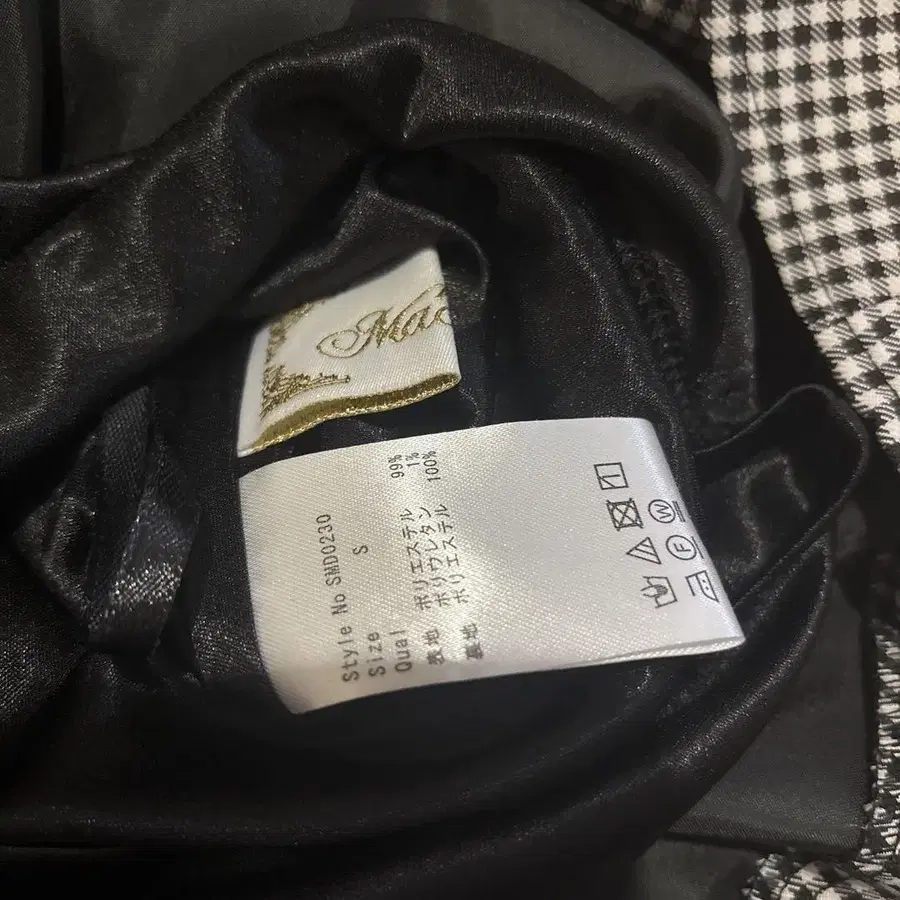 Mad
Style No SMD0230
Size S
Qual
表地 ポリエステル 99%
ポリウレタン 1%
裏地 ポリエステル 100%
W
F